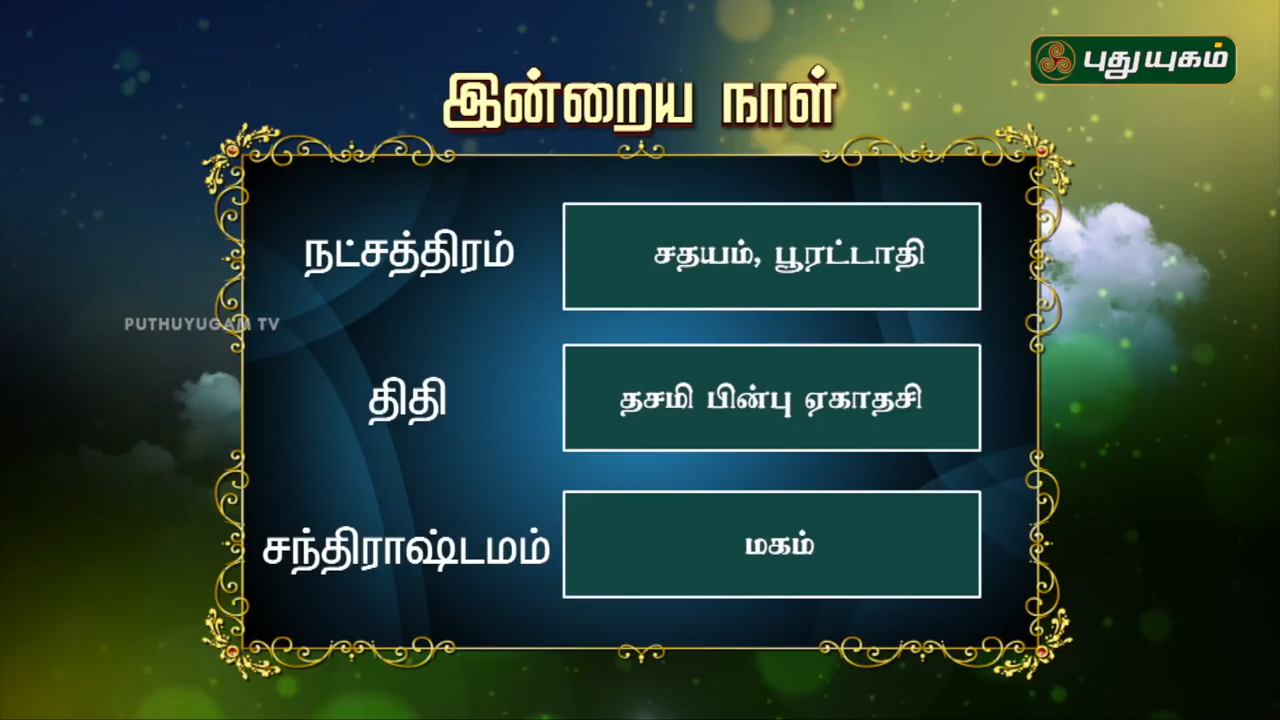 புதுயுகம்
இன்றைய நாள்
நட்சத்திரம்
சதயம், பூரட்டாதி
PUTHUYUGAM TV
திதி
தசமி பின்பு ஏகாதசி
சந்திராஷ்டமம்
மகம்